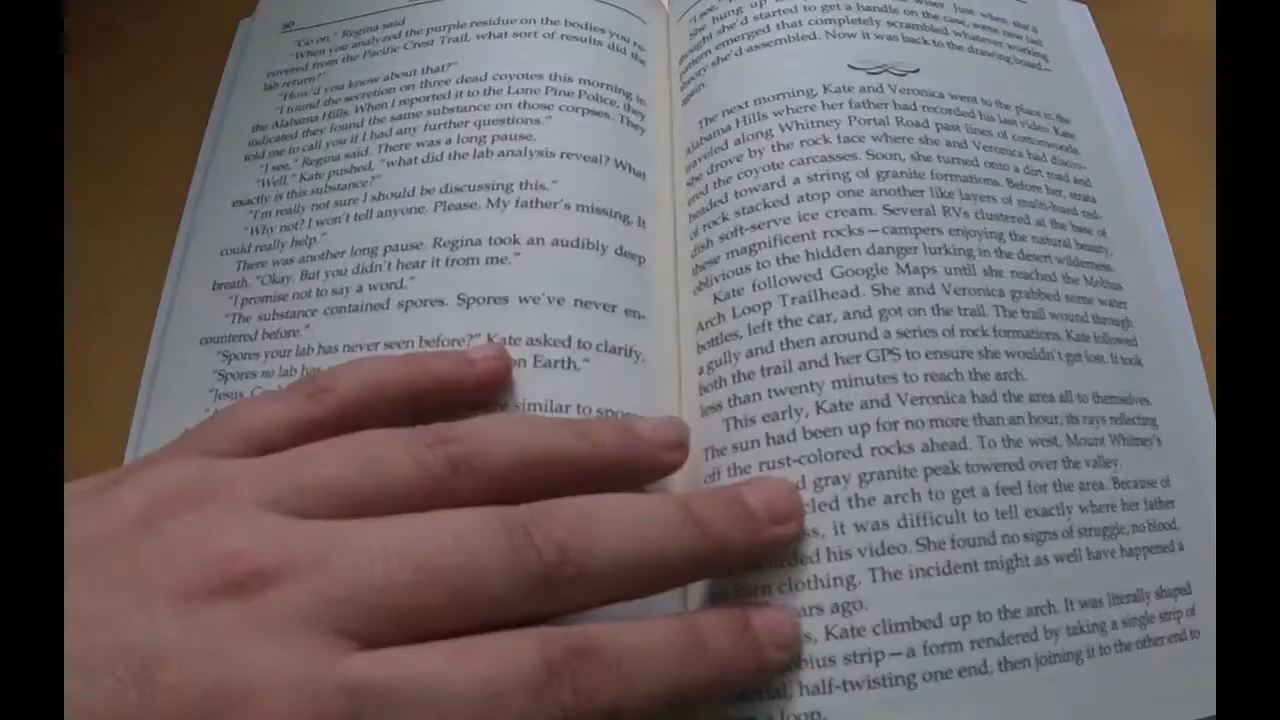 50
"Go on," Regina said
"When you analyzed the purple residue on the bodies you re-
covered from the Pacific Crest Trail, what sort of results did the
lab return?"
"How'd you know about that?"
"I found the secretion on three dead coyotes this morning in
the Alabama Hills. When I reported it to the Lone Pine Police, they
indicated they found the same substance on those corpses. They
told me to call you if I had any further questions."
"I see," Regina said. There was a long pause.
"Well," Kate pushed, "what did the lab analysis reveal? What
exactly is this substance?"
"I'm really not sure I should be discussing this."
"Why not? I won't tell anyone. Please. My father's missing. It
could really help."
There was another long pause. Regina took an audibly deep
breath. "Okay. But you didn't hear it from me."
"I promise not to say a word."
"The substance contained spores. Spores we've never en-
countered before."
"Spores your lab has never seen before?" Kate asked to clarify.
"Spores no lab has on Earth."
"Jesus
similar to
"I see,"
She hung up Just when she'd
thought she'd started to get a handle on the case, some new
pattern emerged that completely scrambled whatever working
theory she'd assembled. Now it was back to the drawing board—
again.
The next morning, Kate and Veronica went to the place in the
Alabama Hills where her father had recorded his last video. Kate
traveled along Whitney Portal Road past lines of cottonwoods.
She drove by the rock face where she and Veronica had discov-
ered the coyote carcasses. Soon, she turned onto a dirt road and
headed toward a string of granite formations. Before her, strata
of rock stacked atop one another like layers of multi-hued red-
dish soft-serve ice cream. Several RVs clustered at the base of
these magnificent rocks—campers enjoying the natural beauty,
oblivious to the hidden danger lurking in the desert wilderness.
Kate followed Google Maps until she reached the Mobius
Arch Loop Trailhead. She and Veronica grabbed some water
bottles, left the car, and got on the trail. The trail wound through
a gully and then around a series of rock formations. Kate followed
both the trail and her GPS to ensure she wouldn't get lost. It took
less than twenty minutes to reach the arch.
This early, Kate and Veronica had the area all to themselves.
The sun had been up for no more than an hour, its rays reflecting
off the rust-colored rocks ahead. To the west, Mount Whitney's
gray granite peak towered over the valley.
the arch to get a feel for the area. Because of
it was difficult to tell exactly where her father
his video. She found no signs of struggle, no blood,
clothing. The incident might as well have happened a
ago.
Kate climbed up to the arch. It was literally shaped
strip—a form rendered by taking a single strip of
half-twisting one end, then joining it to the other end to
a loop.